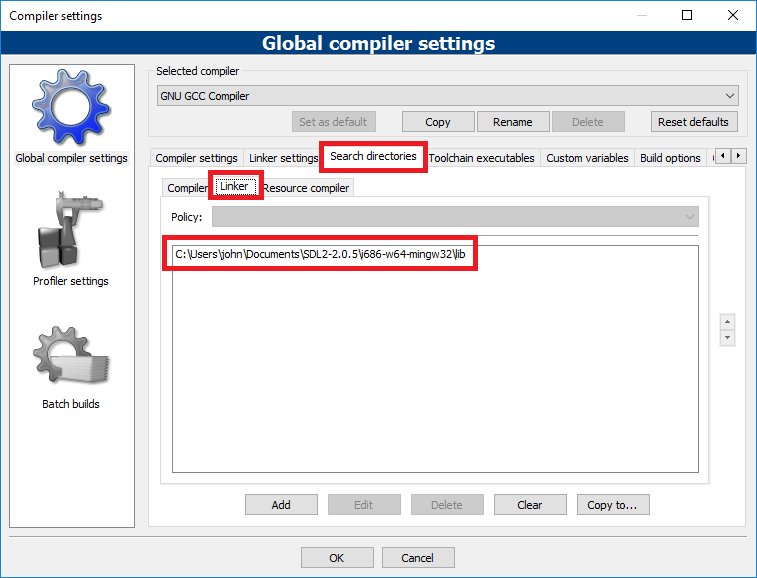 Compiler settings
Global compiler settings
Global compiler settings
Profiler settings
Batch builds
Selected compiler
GNU GCC Compiler
Set as default Copy Rename Delete Reset defaults
Compiler settings Linker settings Search directories Toolchain executables Custom variables Build options
Compiler Linker Resource compiler
Policy:
C:\Users\john\Documents\SDL2-2.0.5\i686-w64-mingw32\lib
Add Edit Delete Clear Copy to...
OK Cancel